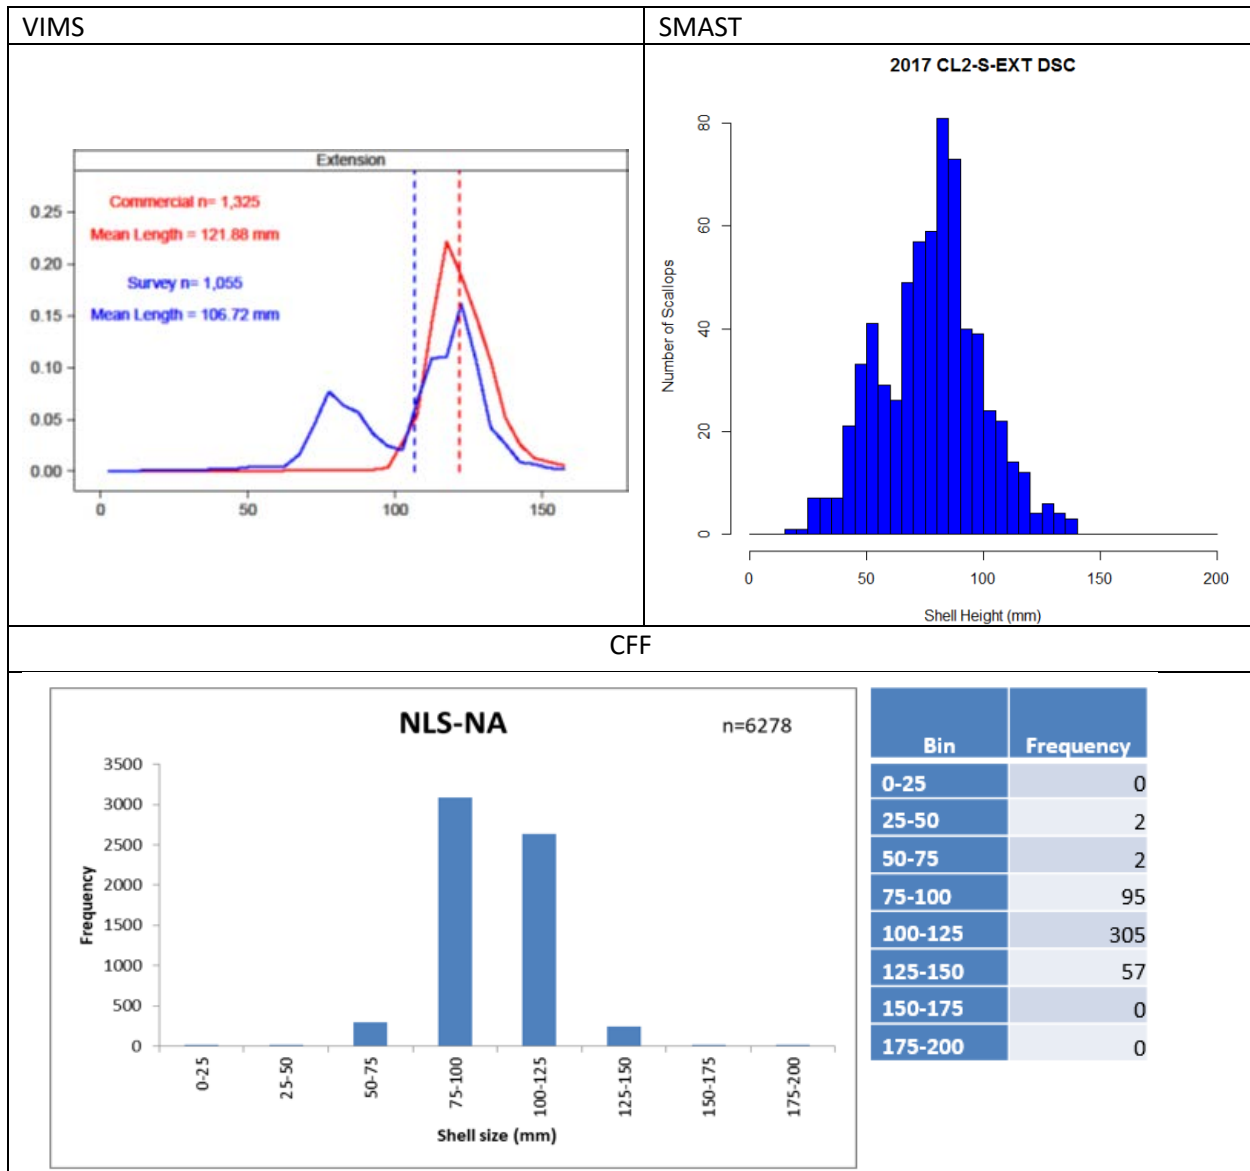 VIMS
SMAST
Extension
Commercial n= 1,325
Mean Length = 121.88 mm
Survey n= 1,055
Mean Length = 106.72 mm
0.25
0.20
0.15
0.10
0.05
0.00
0 50 100 150
2017 CL2-S-EXT DSC
Number of Scallops
80
60
40
20
0
0 50 100 150 200
Shell Height (mm)
CFF
NLS-NA
n=6278
Frequency
3500
3000
2500
2000
1500
1000
500
0
0-25
25-50
50-75
75-100
100-125
125-150
150-175
175-200
Shell size (mm)
Bin Frequency
0-25 0
25-50 2
50-75 2
75-100 95
100-125 305
125-150 57
150-175 0
175-200 0